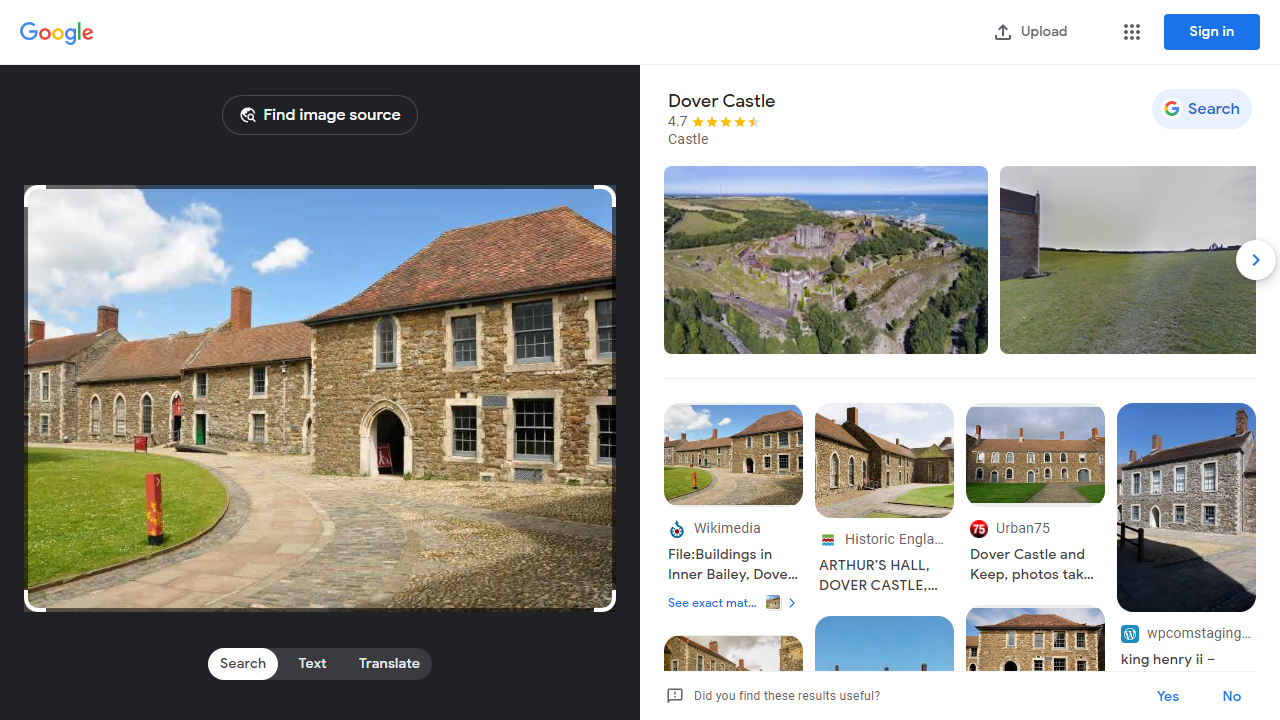 Google
Upload
Sign in
Find image source
Search
Text
Translate
Dover Castle
4.7
Castle
Search
Wikimedia
File:Buildings in
Inner Bailey, Dove...
See exact mat...
Historic Engla...
ARTHUR'S HALL,
DOVER CASTLE,...
75
Urban75
Dover Castle and
Keep, photos tak...
wpcomstaging...
king henry ii –
Did you find these results useful?
Yes
No